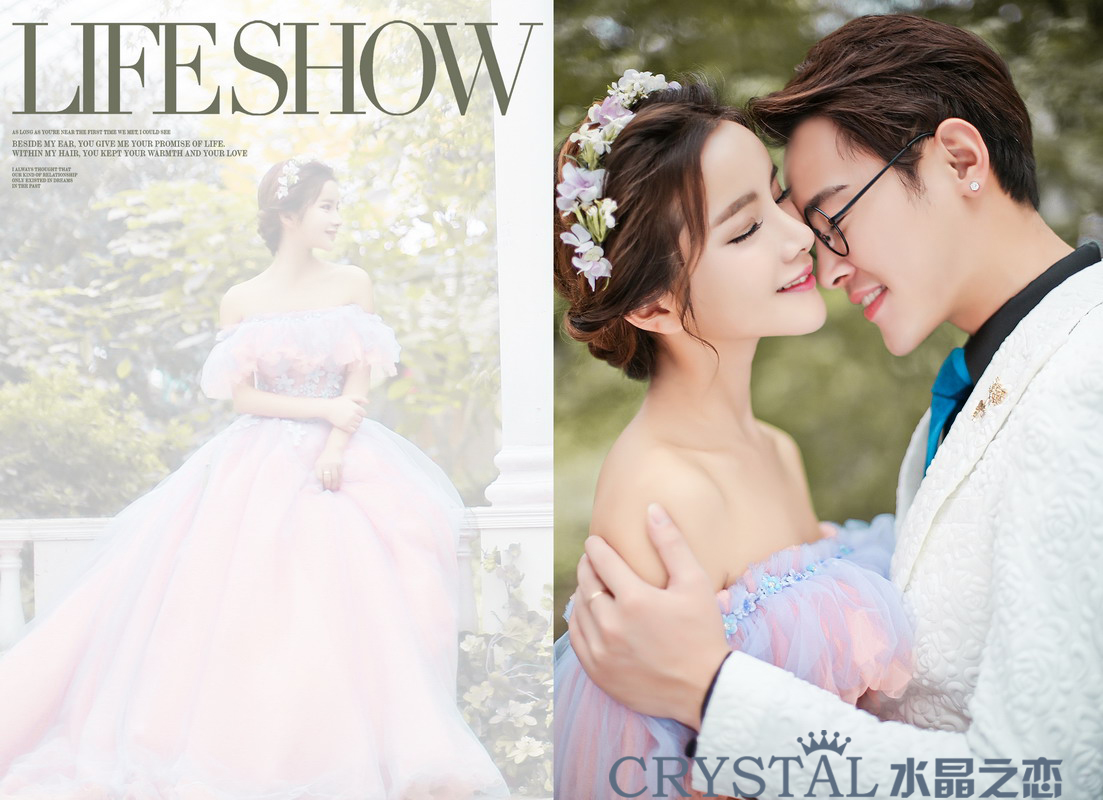 LIFE SHOW
AS LONG AS YOU'RE NEAR THE FIRST TIME WE MET, I COULD SEE
BESIDE MY EAR, YOU GIVE ME YOUR PROMISE OF LIFE.
WITHIN MY HAIR, YOU KEPT YOUR WARMTH AND YOUR LOVE
I ALWAYS THOUGHT THAT
OUR KIND OF RELATIONSHIP
ONLY EXISTED IN DREAMS
IN THE PAST
CRYSTAL 水晶之恋